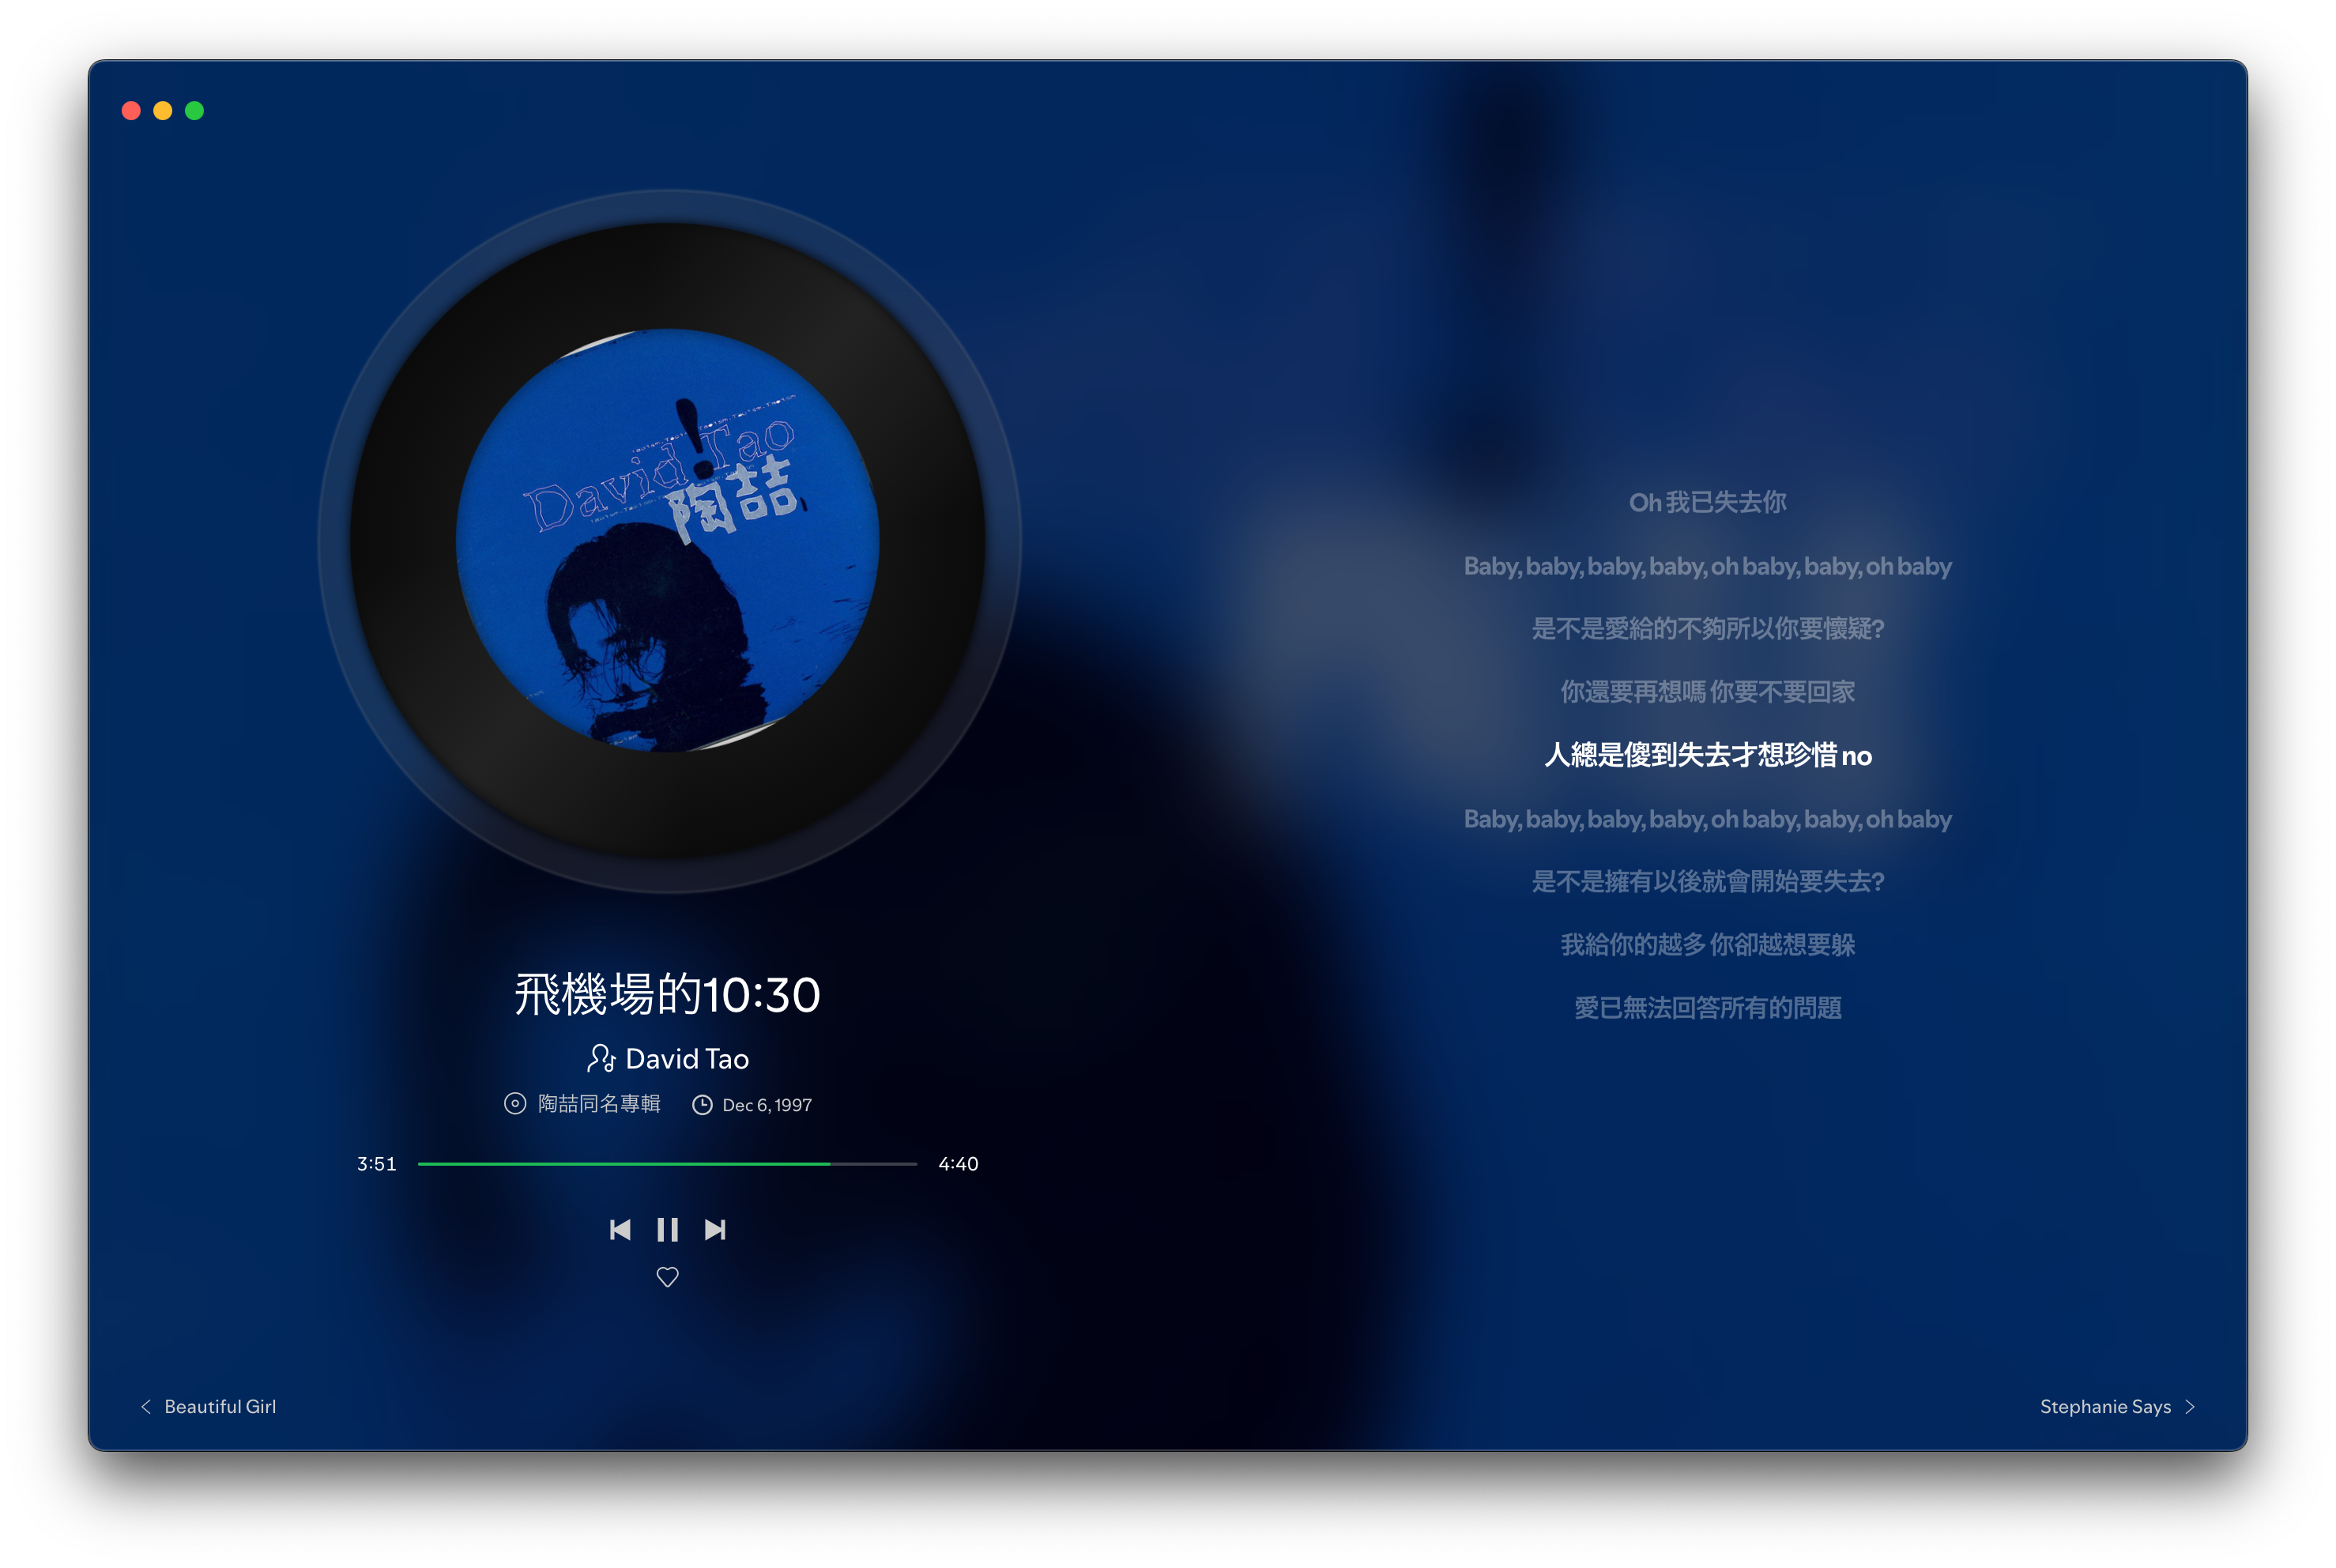 David Tao
陶喆
飛機場的10:30
David Tao
陶喆同名專輯
Dec 6, 1997
3:51
4:40
Oh 我已失去你
Baby, baby, baby, baby, oh baby, baby, oh baby
是不是愛給的不夠所以你要懷疑?
你還要再想嗎 你要不要回家
人總是傻到失去才想珍惜 no
Baby, baby, baby, baby, oh baby, baby, oh baby
是不是擁有以後就會開始要失去?
我給你的越多 你卻越想要躲
愛已無法回答所有的問題
Beautiful Girl
Stephanie Says